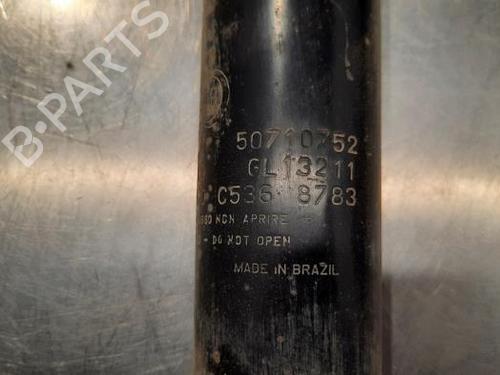 B-PARTS
50710752
GL13211
C536 8783
NON APRIRE
- DO NOT OPEN
MADE IN BRAZIL